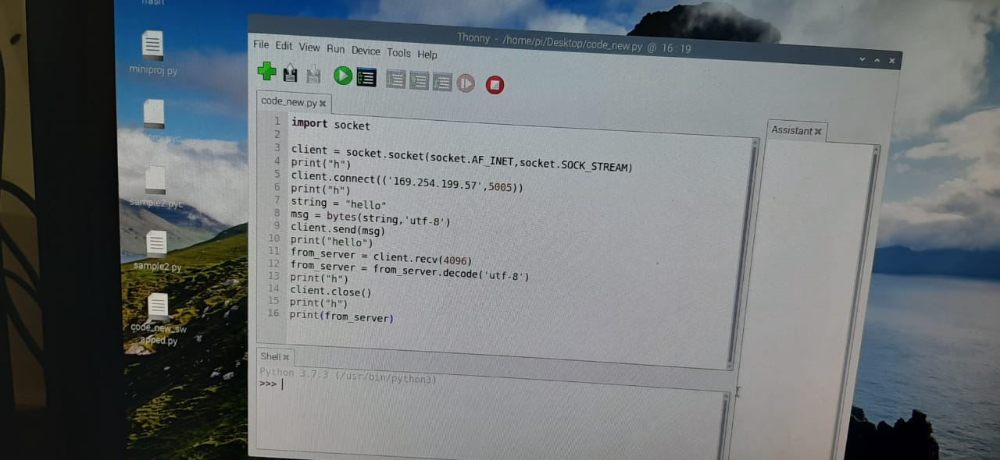 Thonny - /home/pi/Desktop/code_new.py @ 16:19
File Edit View Run Device Tools Help
miniproj.py
sample2.pyc
sample2.py
code_new_sw
apped.py
code_new.py
Assistant
1 import socket
2
3 client = socket.socket(socket.AF_INET,socket.SOCK_STREAM)
4 print("h")
5 client.connect(('169.254.199.57',5005))
6 print("h")
7 string = "hello"
8 msg = bytes(string,'utf-8')
9 client.send(msg)
10 print("hello")
11 from_server = client.recv(4096)
12 from_server = from_server.decode('utf-8')
13 print("h")
14 client.close()
15 print("h")
16 print(from_server)
Shell
Python 3.7.3 (/usr/bin/python3)
>>>